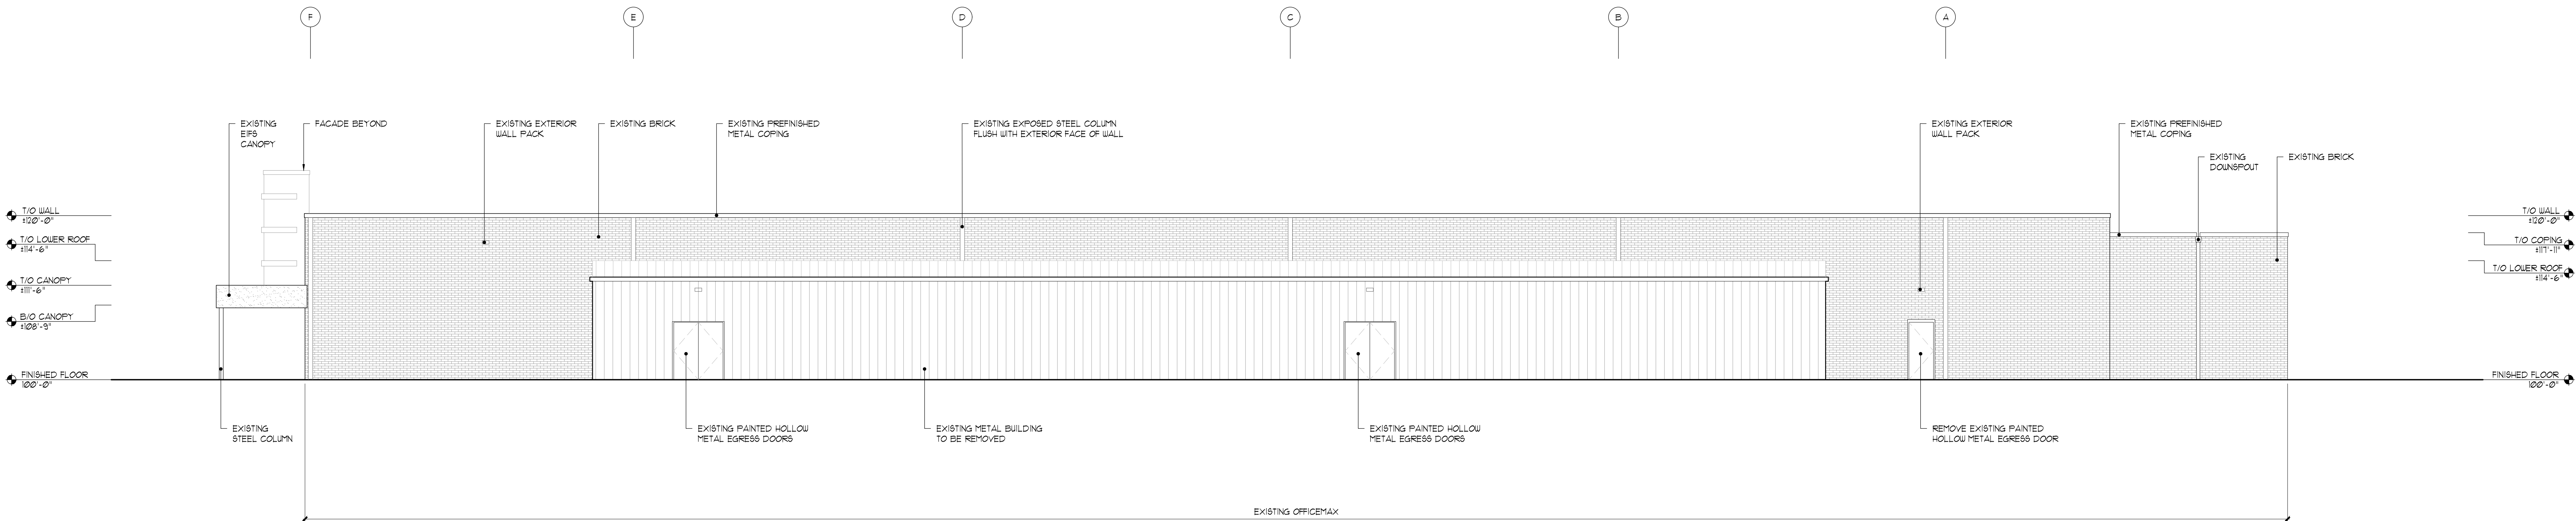 F
E
D
C
B
A
EXISTING
EIFS
CANOPY
FACADE BEYOND
EXISTING EXTERIOR
WALL PACK
EXISTING BRICK
EXISTING PREFINISHED
METAL COPING
EXISTING EXPOSED STEEL COLUMN
FLUSH WITH EXTERIOR FACE OF WALL
EXISTING EXTERIOR
WALL PACK
EXISTING PREFINISHED
METAL COPING
EXISTING
DOWNSPOUT
EXISTING BRICK
T/O WALL
±120'-0"
T/O LOWER ROOF
±114'-6"
T/O CANOPY
±111'-6"
B/O CANOPY
±108'-9"
FINISHED FLOOR
100'-0"
T/O WALL
±120'-0"
T/O COPING
±117'-11"
T/O LOWER ROOF
±114'-6"
FINISHED FLOOR
100'-0"
EXISTING
STEEL COLUMN
EXISTING PAINTED HOLLOW
METAL EGRESS DOORS
EXISTING METAL BUILDING
TO BE REMOVED
EXISTING PAINTED HOLLOW
METAL EGRESS DOORS
REMOVE EXISTING PAINTED
HOLLOW METAL EGRESS DOOR
EXISTING OFFICEMAX